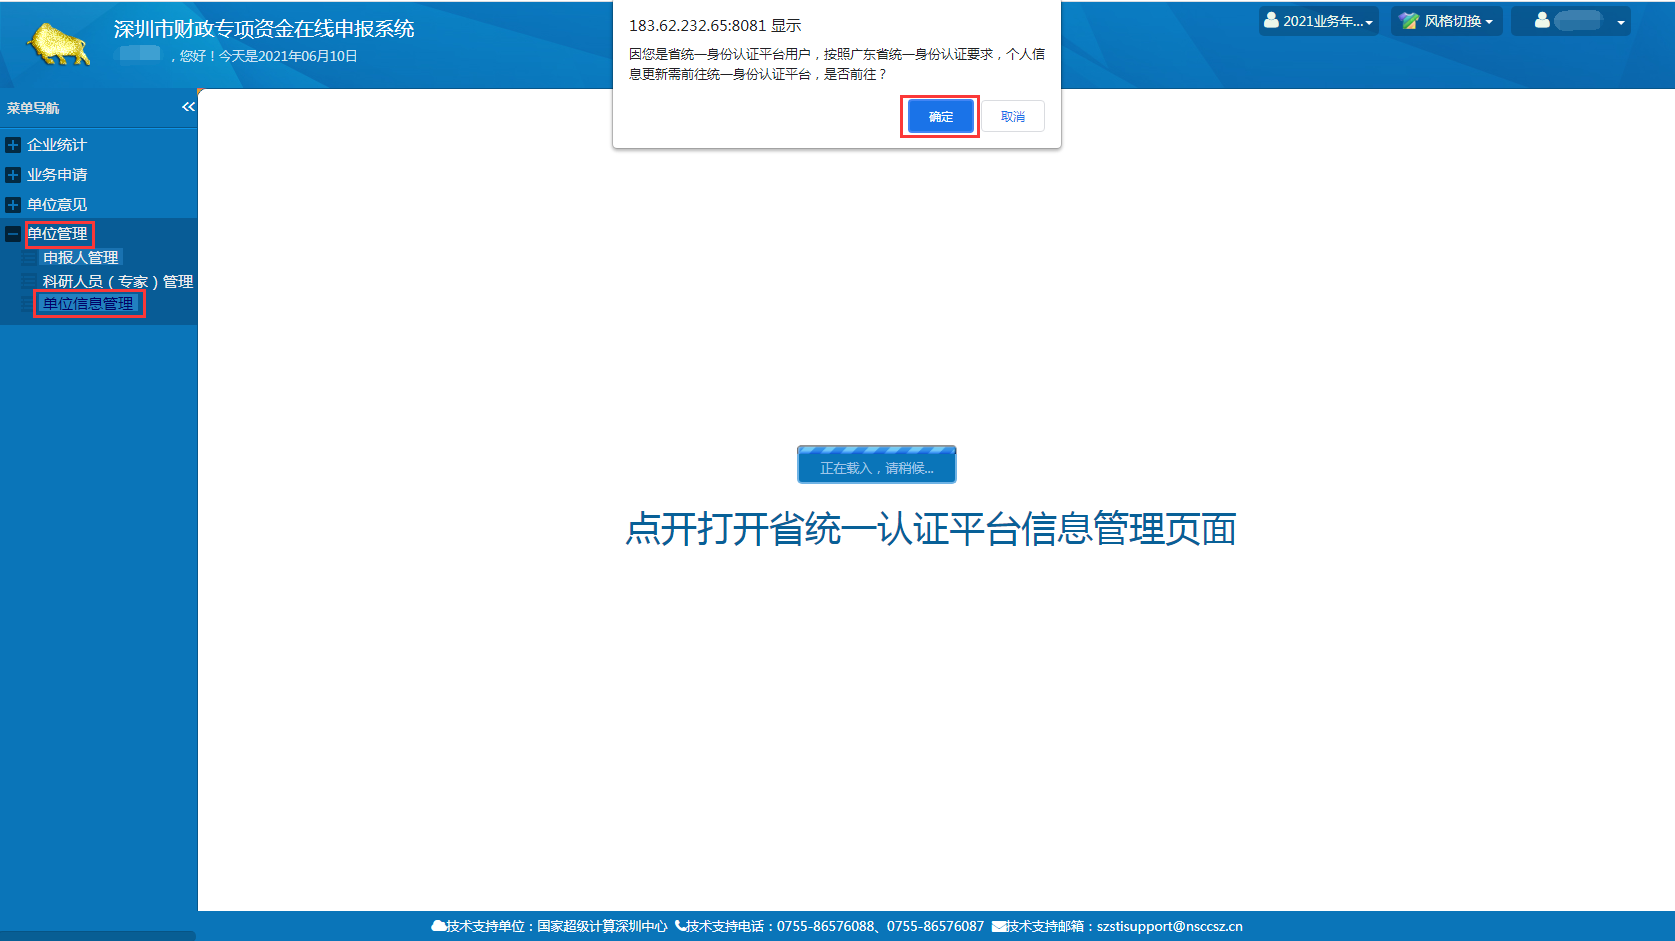 深圳市财政专项资金在线申报系统
，您好！今天是2021年06月10日
183.62.232.65:8081 显示
因您是省统一身份认证平台用户，按照广东省统一身份认证要求，个人信
息更新需前往统一身份认证平台，是否前往？
确定
取消
2021业务年...
风格切换
菜单导航
企业统计
业务申请
单位意见
单位管理
申报人管理
科研人员（专家）管理
单位信息管理
正在载入，请稍候...
点开打开省统一认证平台信息管理页面
技术支持单位：国家超级计算深圳中心 技术支持电话：0755-86576088、0755-86576087 技术支持邮箱：szstisupport@nsccsz.cn